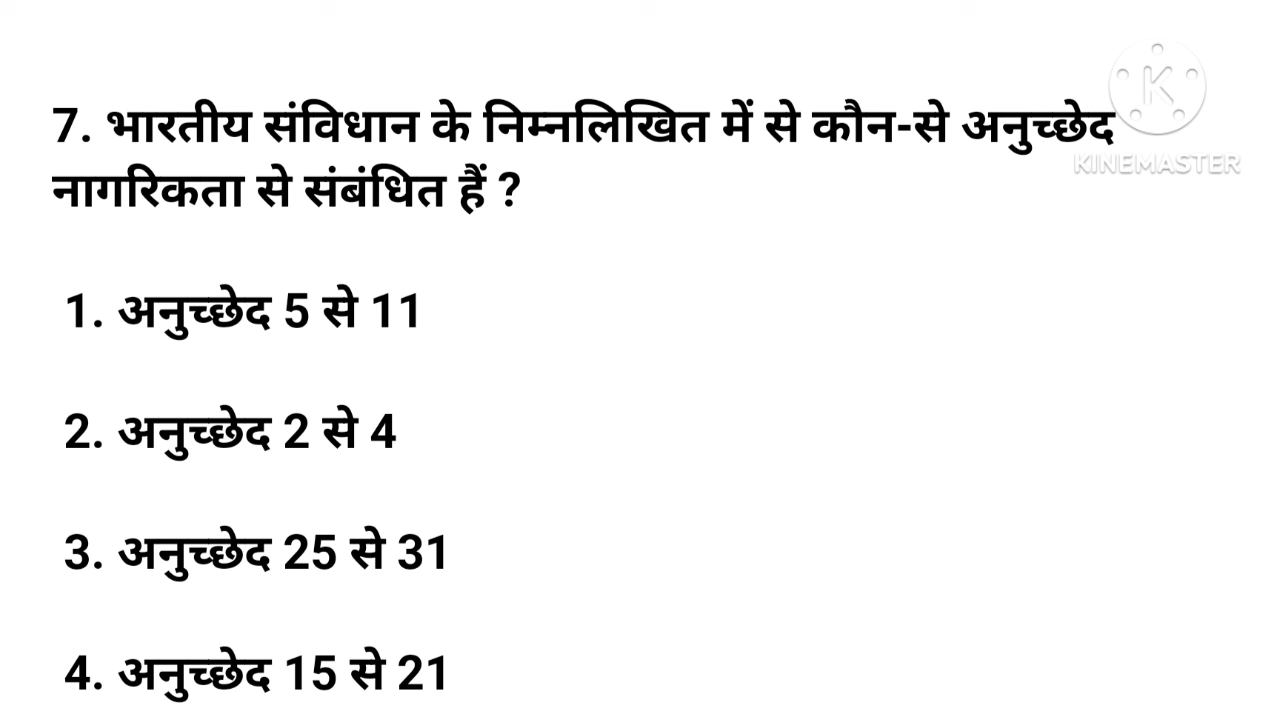 7. भारतीय संविधान के निम्नलिखित में से कौन-से अनुच्छेद
नागरिकता से संबंधित हैं ?
KINEMASTER
1. अनुच्छेद 5 से 11
2. अनुच्छेद 2 से 4
3. अनुच्छेद 25 से 31
4. अनुच्छेद 15 से 21